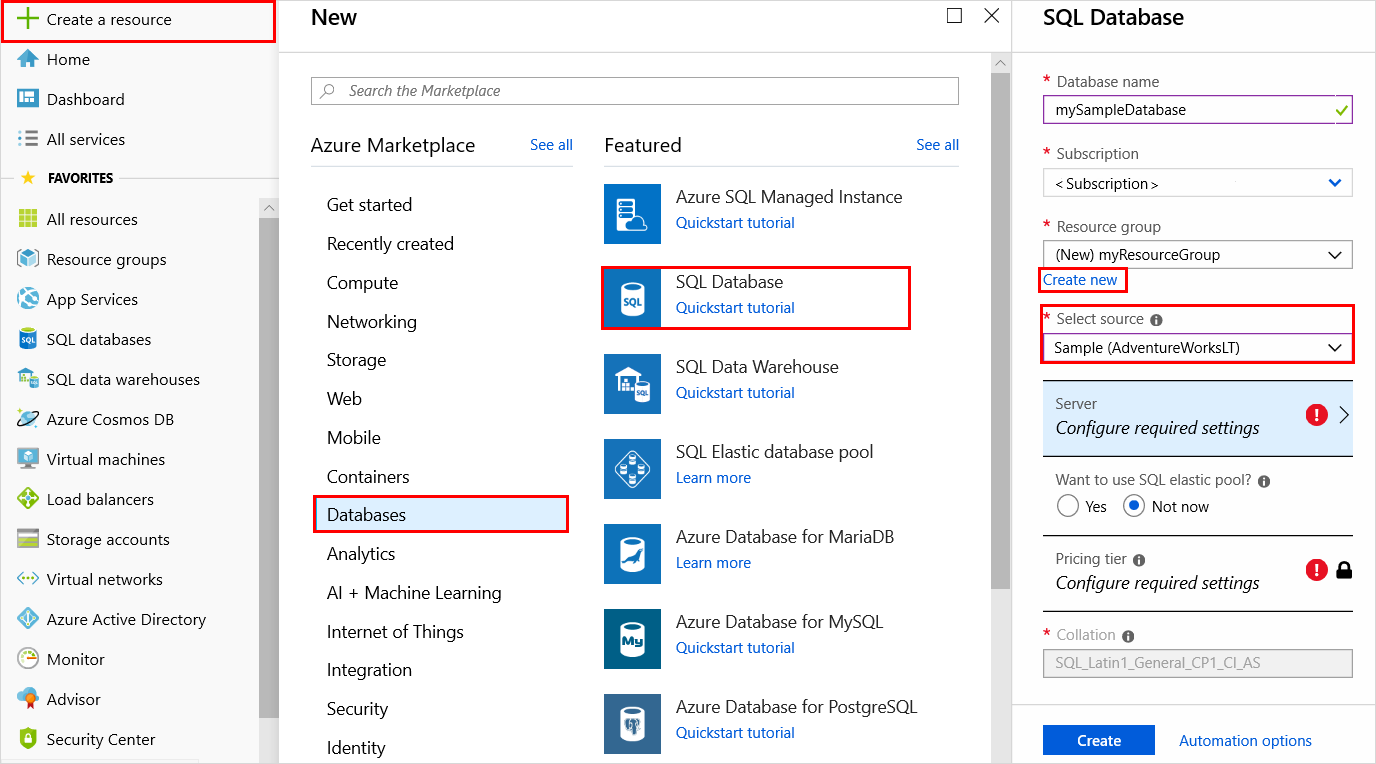 Create a resource
Home
Dashboard
All services
FAVORITES
All resources
Resource groups
App Services
SQL databases
SQL data warehouses
Azure Cosmos DB
Virtual machines
Load balancers
Storage accounts
Virtual networks
Azure Active Directory
Monitor
Advisor
Security Center
New
Search the Marketplace
Azure Marketplace See all
Get started
Recently created
Compute
Networking
Storage
Web
Mobile
Containers
Databases
Analytics
AI + Machine Learning
Internet of Things
Integration
Security
Identity
Featured See all
Azure SQL Managed Instance
Quickstart tutorial
SQL
SQL Database
Quickstart tutorial
SQL
SQL Data Warehouse
Quickstart tutorial
SQL Elastic database pool
Learn more
Azure Database for MariaDB
Learn more
My
Azure Database for MySQL
Quickstart tutorial
Azure Database for PostgreSQL
Quickstart tutorial
SQL Database
* Database name
mySampleDatabase
* Subscription
< Subscription >
* Resource group
(New) myResourceGroup
Create new
* Select source
Sample (AdventureWorksLT)
Server
Configure required settings
Want to use SQL elastic pool?
Yes Not now
Pricing tier
Configure required settings
* Collation
SQL_Latin1_General_CP1_CI_AS
Create Automation options